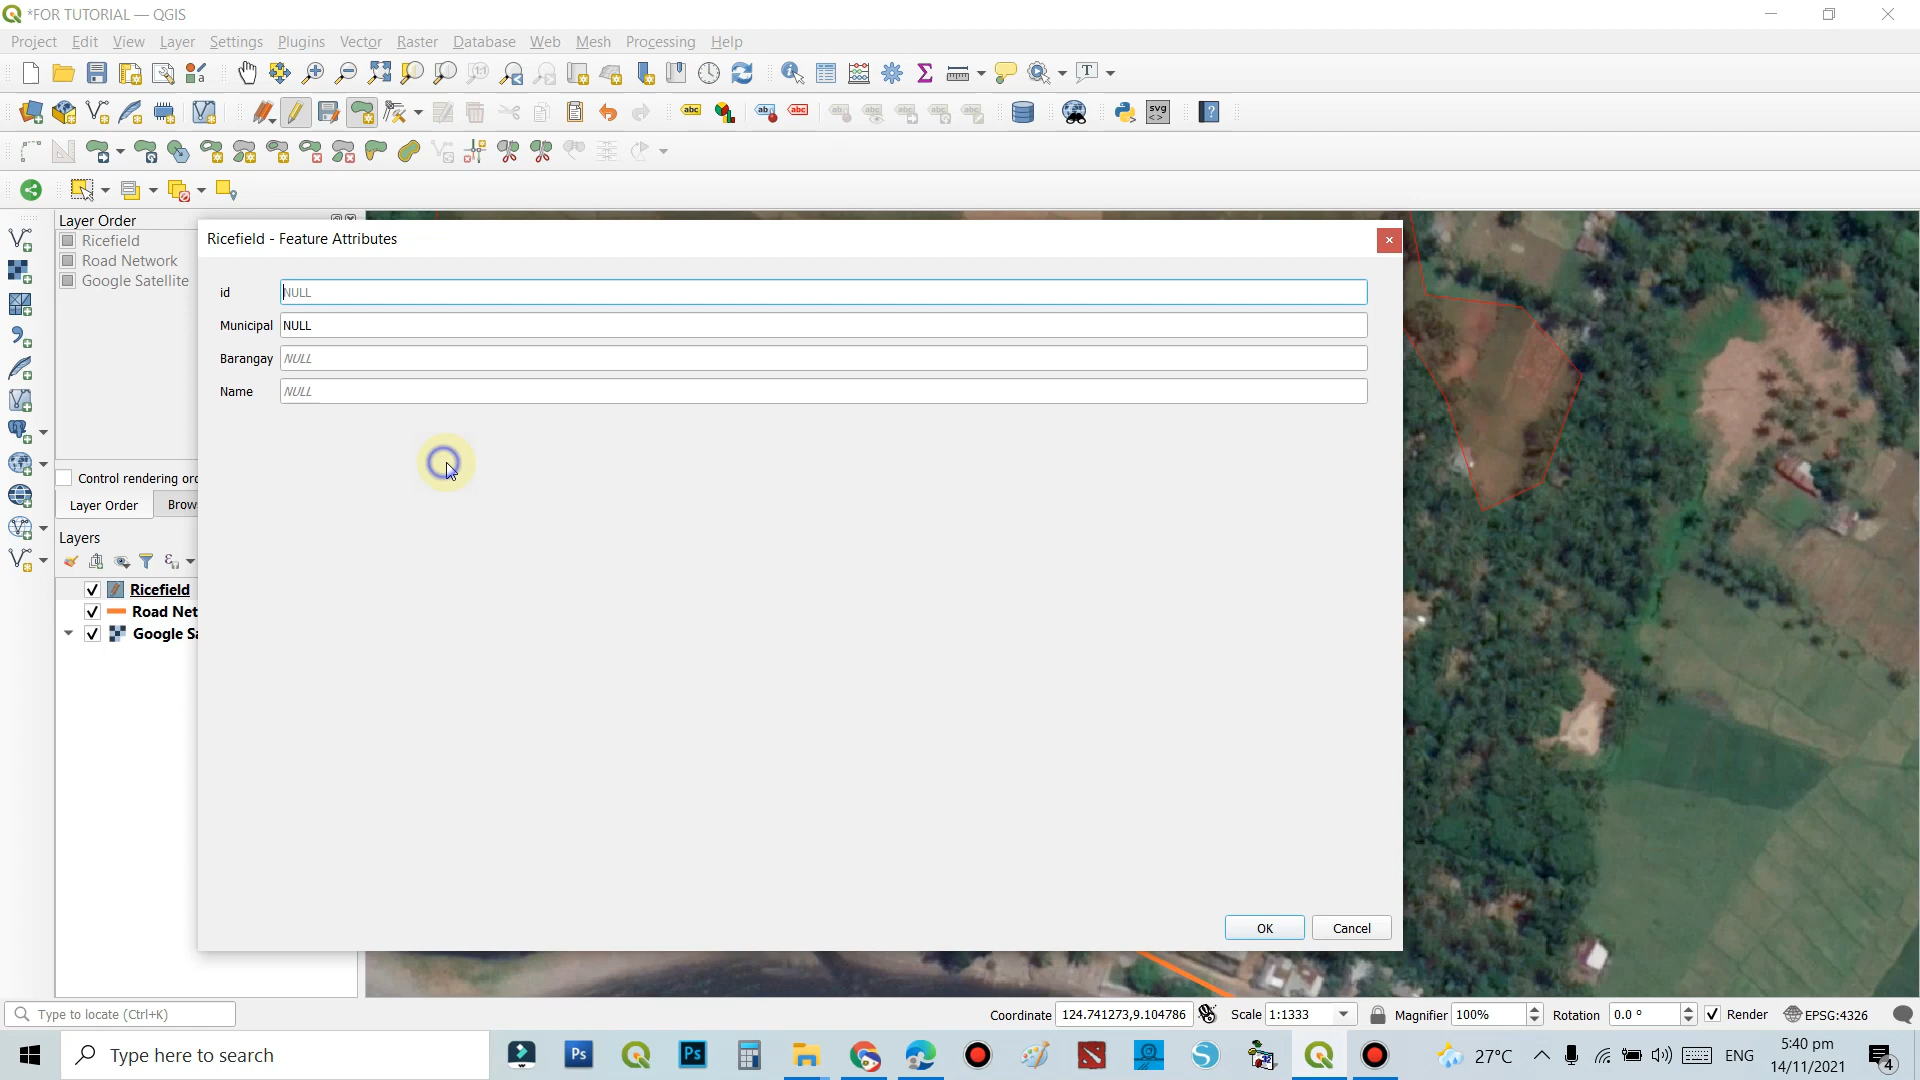 *FOR TUTORIAL — QGIS
Project Edit View Layer Settings Plugins Vector Raster Database Web Mesh Processing Help
Layer Order
Ricefield
Road Network
Google Satellite
Control rendering orc
Layer Order Brow
Layers
Ricefield
Road Net
Google Sa
Ricefield - Feature Attributes
id NULL
Municipal NULL
Barangay NULL
Name NULL
OK Cancel
Type to locate (Ctrl+K) Coordinate 124.741273,9.104786 Scale 1:1333 Magnifier 100% Rotation 0.0 ° Render EPSG:4326
Type here to search 27°C ENG 5:40 pm
14/11/2021 4